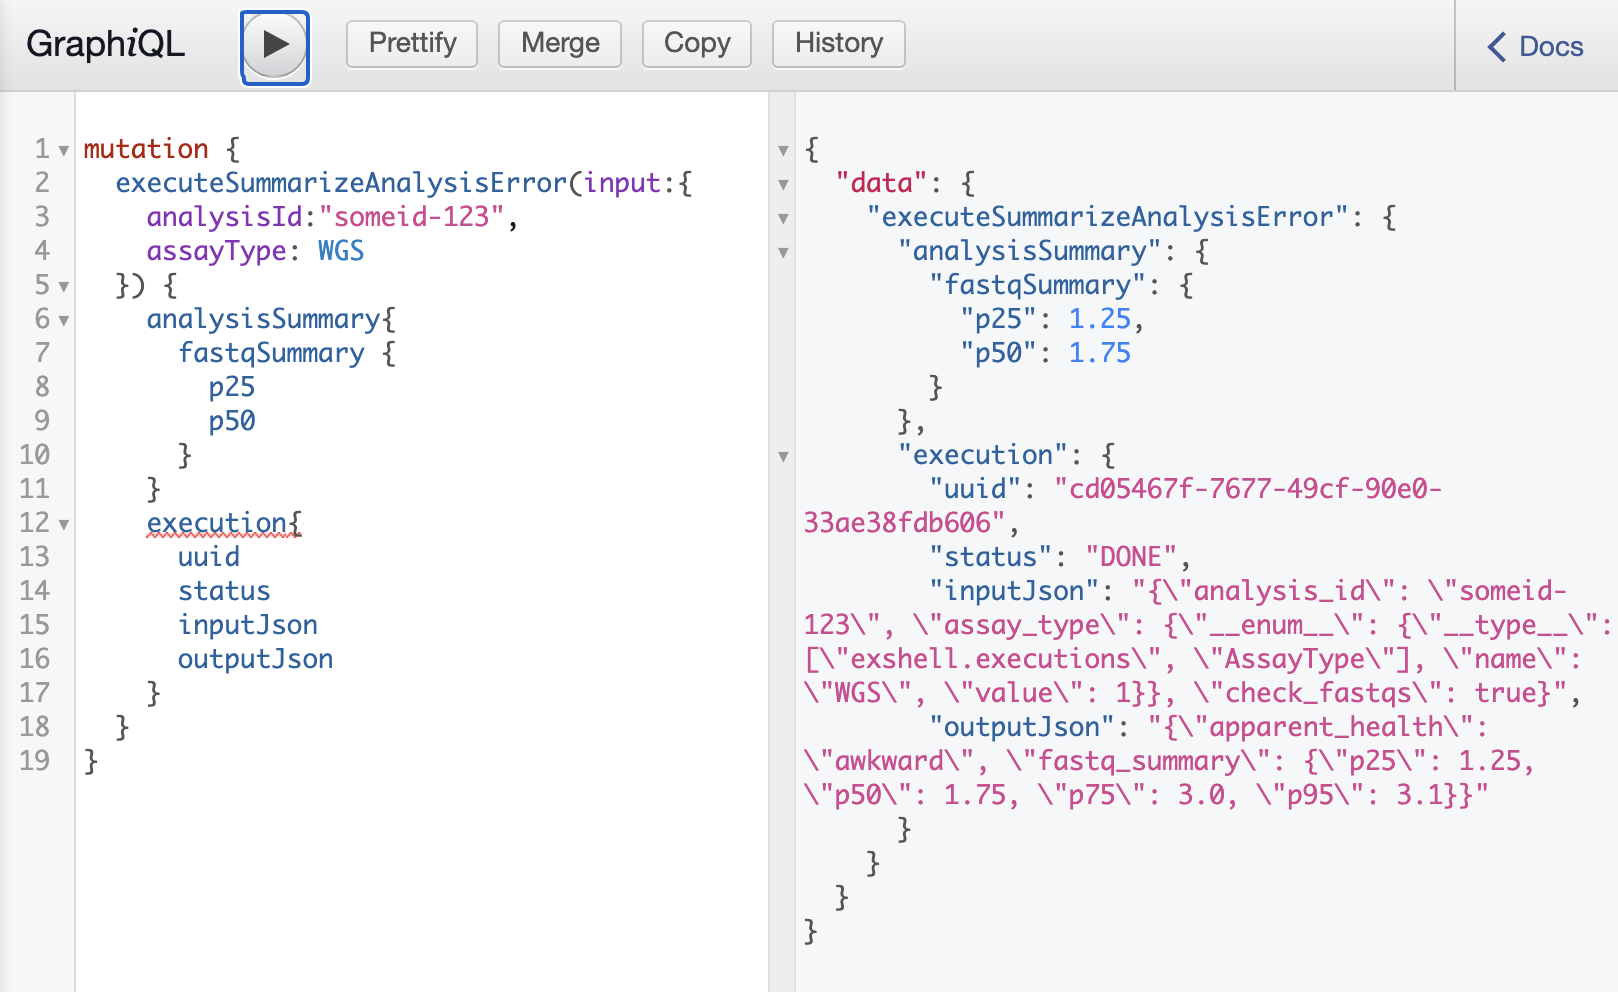 GraphiQL Prettify Merge Copy History Docs
1 mutation {
2 executeSummarizeAnalysisError(input:{
3 analysisId:"someid-123",
4 assayType: WGS
5 }) {
6 analysisSummary{
7 fastqSummary {
8 p25
9 p50
10 }
11 }
12 execution{
13 uuid
14 status
15 inputJson
16 outputJson
17 }
18 }
19 }
{
"data": {
"executeSummarizeAnalysisError": {
"analysisSummary": {
"fastqSummary": {
"p25": 1.25,
"p50": 1.75
}
},
"execution": {
"uuid": "cd05467f-7677-49cf-90e0-
33ae38fdb606",
"status": "DONE",
"inputJson": "{\"analysis_id\": \"someid-
123\", \"assay_type\": {\"__enum__\": {\"__type__\":
[\"exshell.executions\", \"AssayType\"], \"name\":
\"WGS\", \"value\": 1}}, \"check_fastqs\": true}",
"outputJson": "{\"apparent_health\":
\"awkward\", \"fastq_summary\": {\"p25\": 1.25,
\"p50\": 1.75, \"p75\": 3.0, \"p95\": 3.1}}"
}
}
}
}